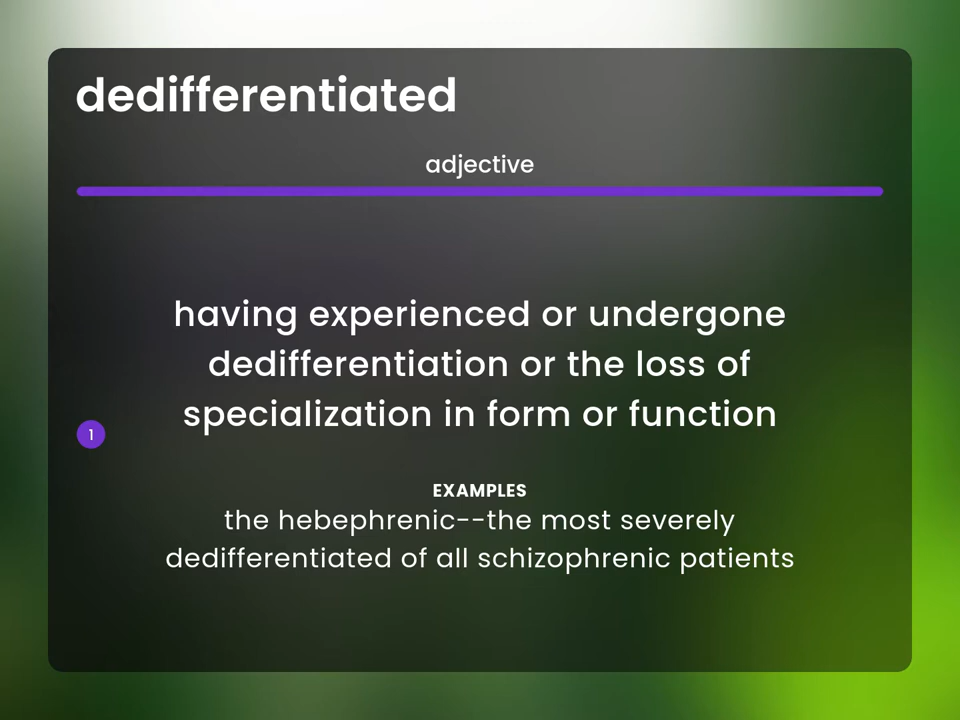 dedifferentiated
adjective
having experienced or undergone
dedifferentiation or the loss of
specialization in form or function
1
EXAMPLES
the hebephrenic--the most severely
dedifferentiated of all schizophrenic patients